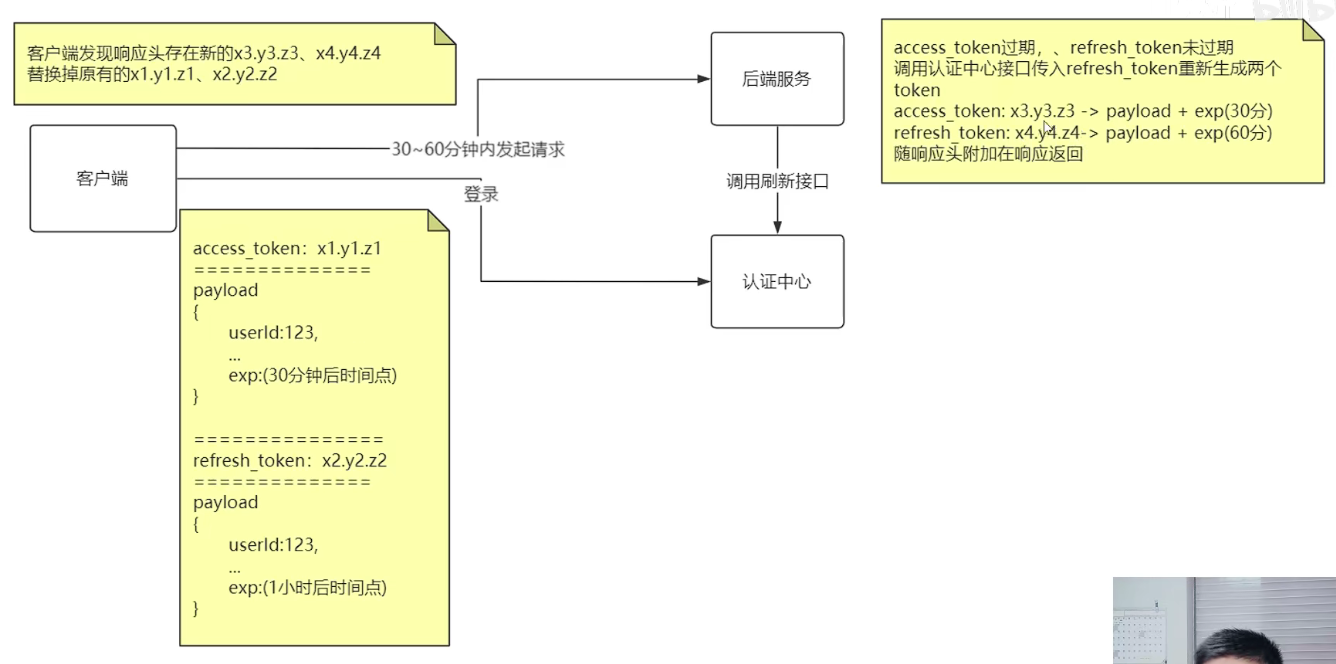 客户端发现响应头存在新的x3.y3.z3、x4.y4.z4
替换掉原有的x1.y1.z1、x2.y2.z2
客户端
30~60分钟内发起请求
登录
后端服务
调用刷新接口
认证中心
access_token过期，、refresh_token未过期
调用认证中心接口传入refresh_token重新生成两个
token
access_token: x3.y3.z3 -> payload + exp(30分)
refresh_token: x4.y4.z4-> payload + exp(60分)
随响应头附加在响应返回
access_token：x1.y1.z1
==============
payload
{
userId:123,
...
exp:(30分钟后时间点)
}
===============
refresh_token：x2.y2.z2
==============
payload
{
userId:123,
...
exp:(1小时后时间点)
}